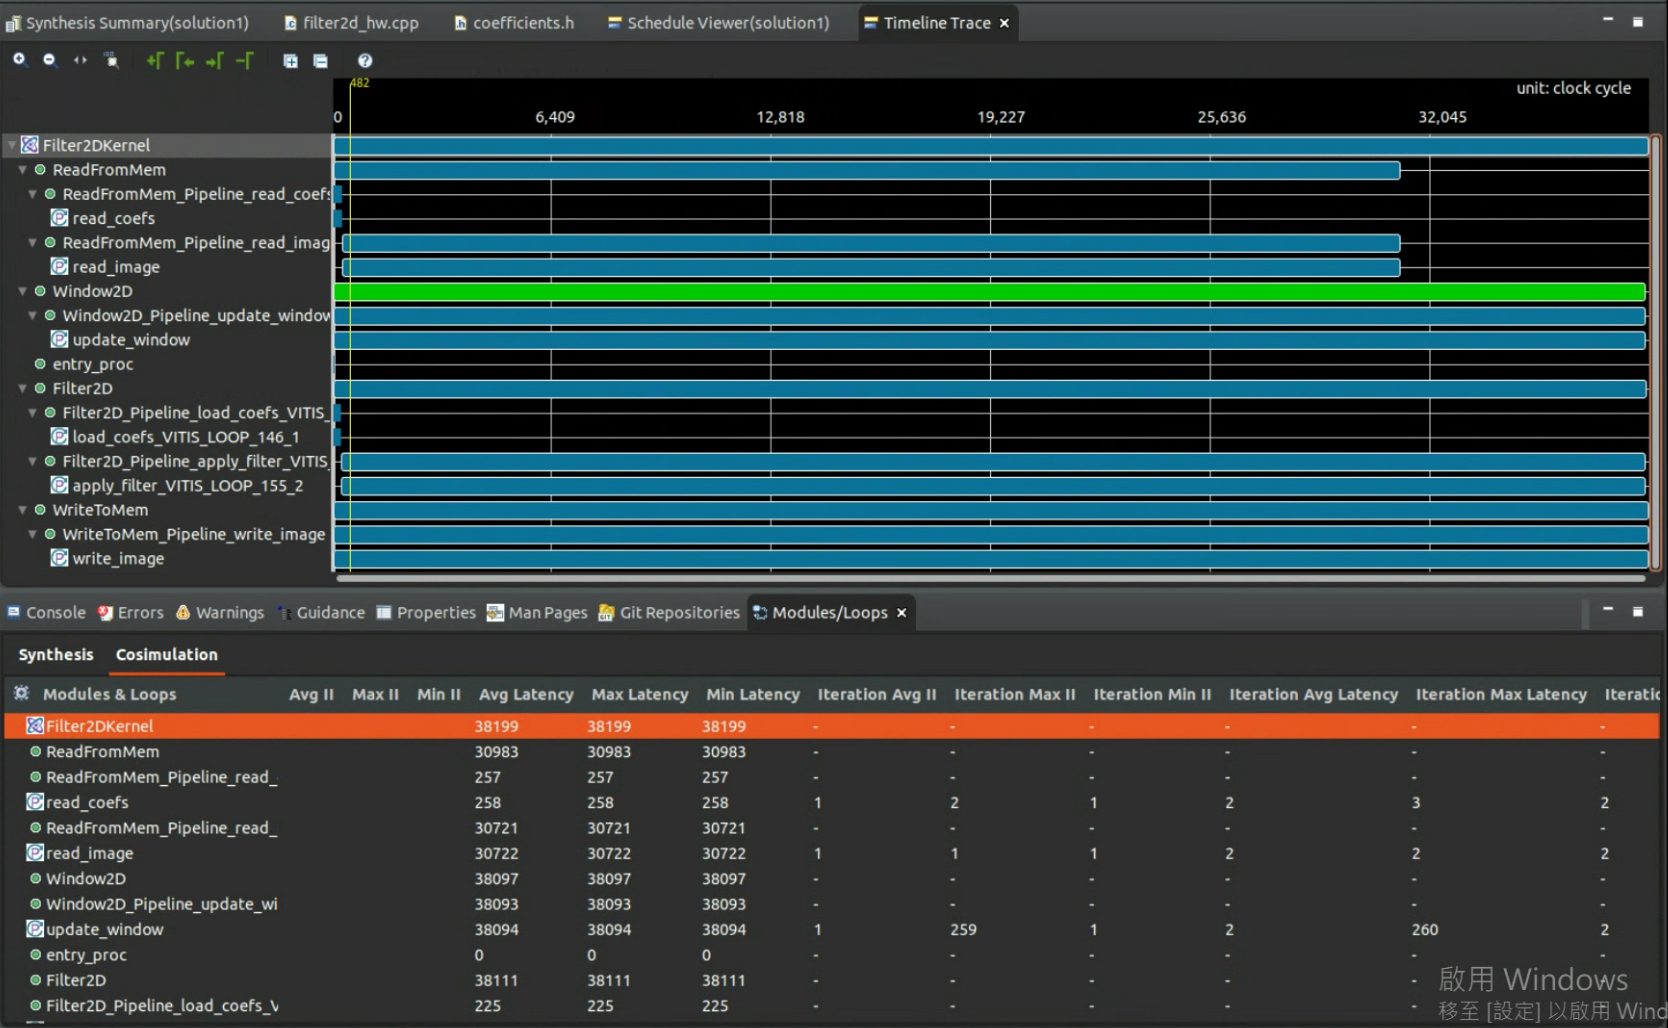 Synthesis Summary(solution1) filter2d_hw.cpp coefficients.h Schedule Viewer(solution1) Timeline Trace
482
unit: clock cycle
0 6,409 12,818 19,227 25,636 32,045
Filter2DKernel
ReadFromMem
ReadFromMem_Pipeline_read_coefs
read_coefs
ReadFromMem_Pipeline_read_imag
read_image
Window2D
Window2D_Pipeline_update_window
update_window
entry_proc
Filter2D
Filter2D_Pipeline_load_coefs_VITIS_
load_coefs_VITIS_LOOP_146_1
Filter2D_Pipeline_apply_filter_VITIS_
apply_filter_VITIS_LOOP_155_2
WriteToMem
WriteToMem_Pipeline_write_image
write_image
Console Errors Warnings Guidance Properties Man Pages Git Repositories Modules/Loops
Synthesis Cosimulation
Modules & Loops Avg II Max II Min II Avg Latency Max Latency Min Latency Iteration Avg II Iteration Max II Iteration Min II Iteration Avg Latency Iteration Max Latency Iteratic
Filter2DKernel 38199 38199 38199 - - - - - -
ReadFromMem 30983 30983 30983 - - - - - -
ReadFromMem_Pipeline_read_ 257 257 257 - - - - - -
read_coefs 258 258 258 1 2 1 2 3 2
ReadFromMem_Pipeline_read_ 30721 30721 30721 - - - - - -
read_image 30722 30722 30722 1 1 1 2 2 2
Window2D 38097 38097 38097 - - - - - -
Window2D_Pipeline_update_wi 38093 38093 38093 - - - - - -
update_window 38094 38094 38094 1 259 1 2 260 2
entry_proc 0 0 0 - - - - - -
Filter2D 38111 38111 38111 - - - - - -
Filter2D_Pipeline_load_coefs_V 225 225 225 - - - - - -
啟用 Windows
移至 [設定] 以啟用 Wind